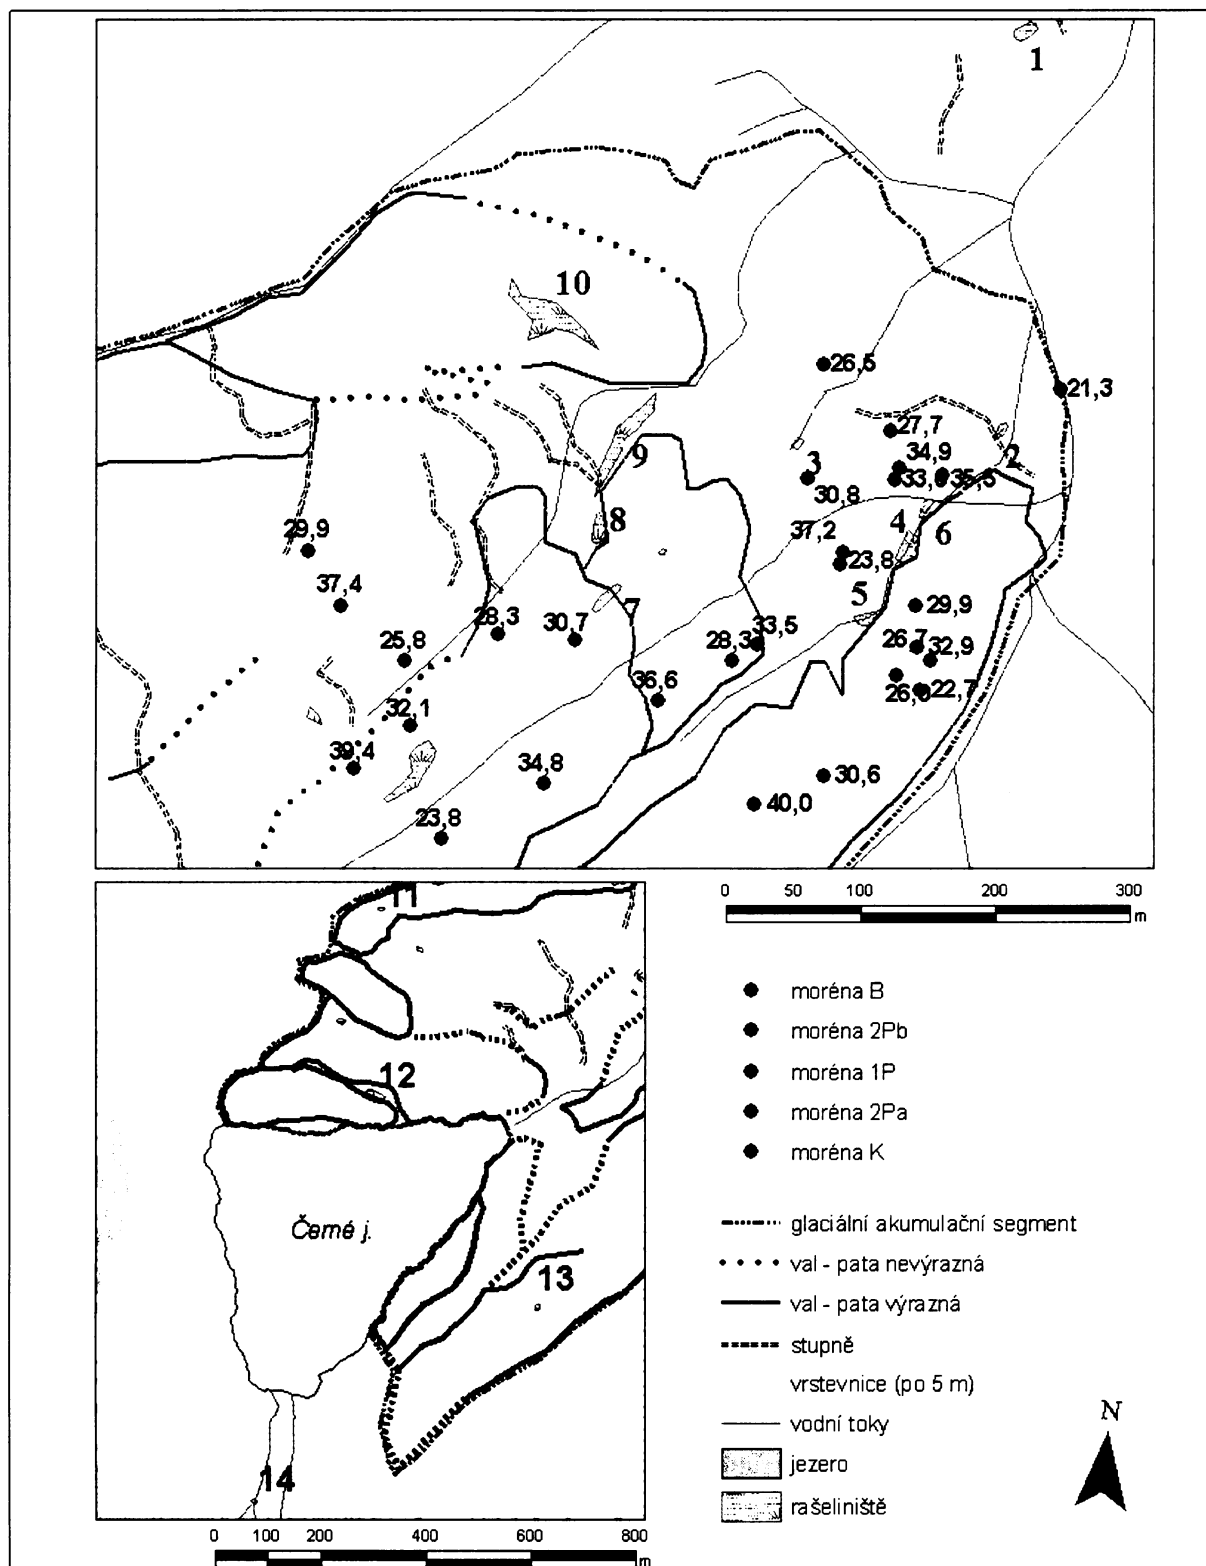 1
10
26,5
21,3
27,7
34,9
2
9
3
33,
35,5
30,8
8
4
6
29,9
37,2
23,8
37,4
5
29,9
28,3
30,7
7
33,5
25,8
28,3
26,7
32,9
36,6
26,
22,7
32,1
39,4
34,8
30,6
40,0
23,8
0 50 100 200 300
m
11
12
Černé j.
13
14
0 100 200 400 600 800
m
moréna B
moréna 2Pb
moréna 1P
moréna 2Pa
moréna K
glaciální akumulační segment
val - pata nevýrazná
val - pata výrazná
stupně
vrstevnice (po 5 m)
vodní toky
jezero
rašeliniště
N